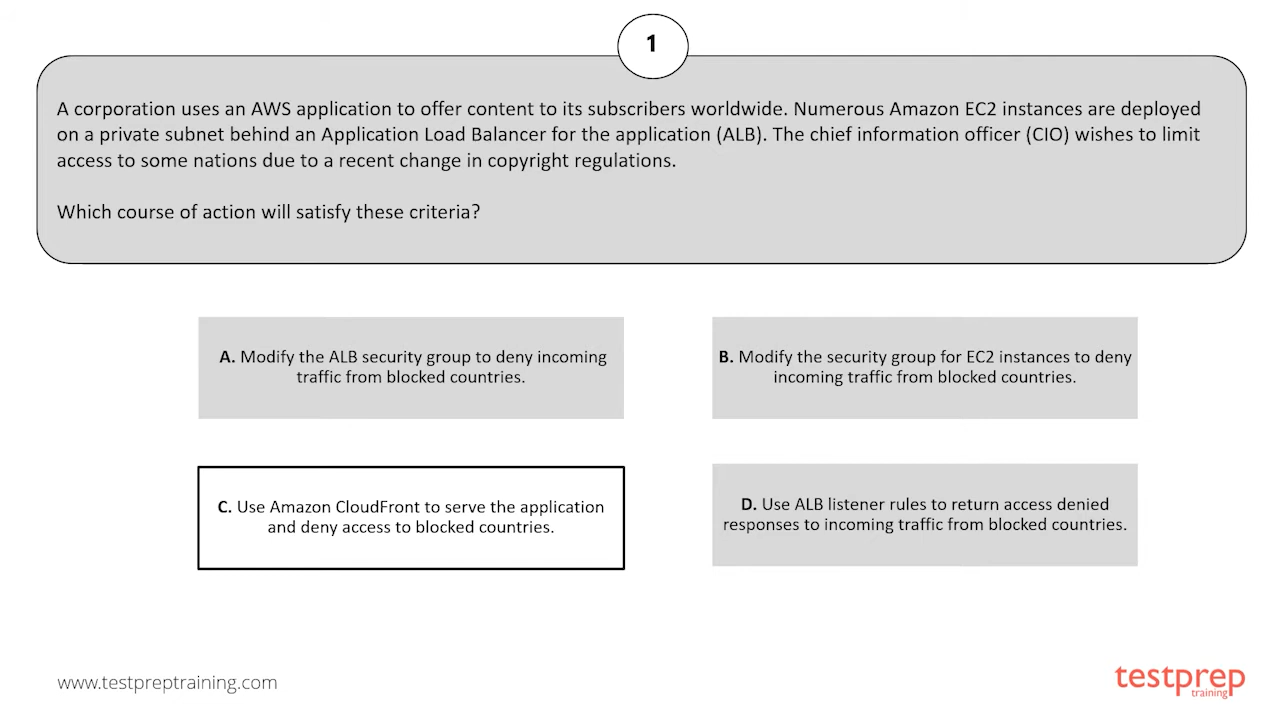 1
A corporation uses an AWS application to offer content to its subscribers worldwide. Numerous Amazon EC2 instances are deployed
on a private subnet behind an Application Load Balancer for the application (ALB). The chief information officer (CIO) wishes to limit
access to some nations due to a recent change in copyright regulations.
Which course of action will satisfy these criteria?
A. Modify the ALB security group to deny incoming
traffic from blocked countries.
B. Modify the security group for EC2 instances to deny
incoming traffic from blocked countries.
C. Use Amazon CloudFront to serve the application
and deny access to blocked countries.
D. Use ALB listener rules to return access denied
responses to incoming traffic from blocked countries.
www.testpreptraining.com
testprep
training